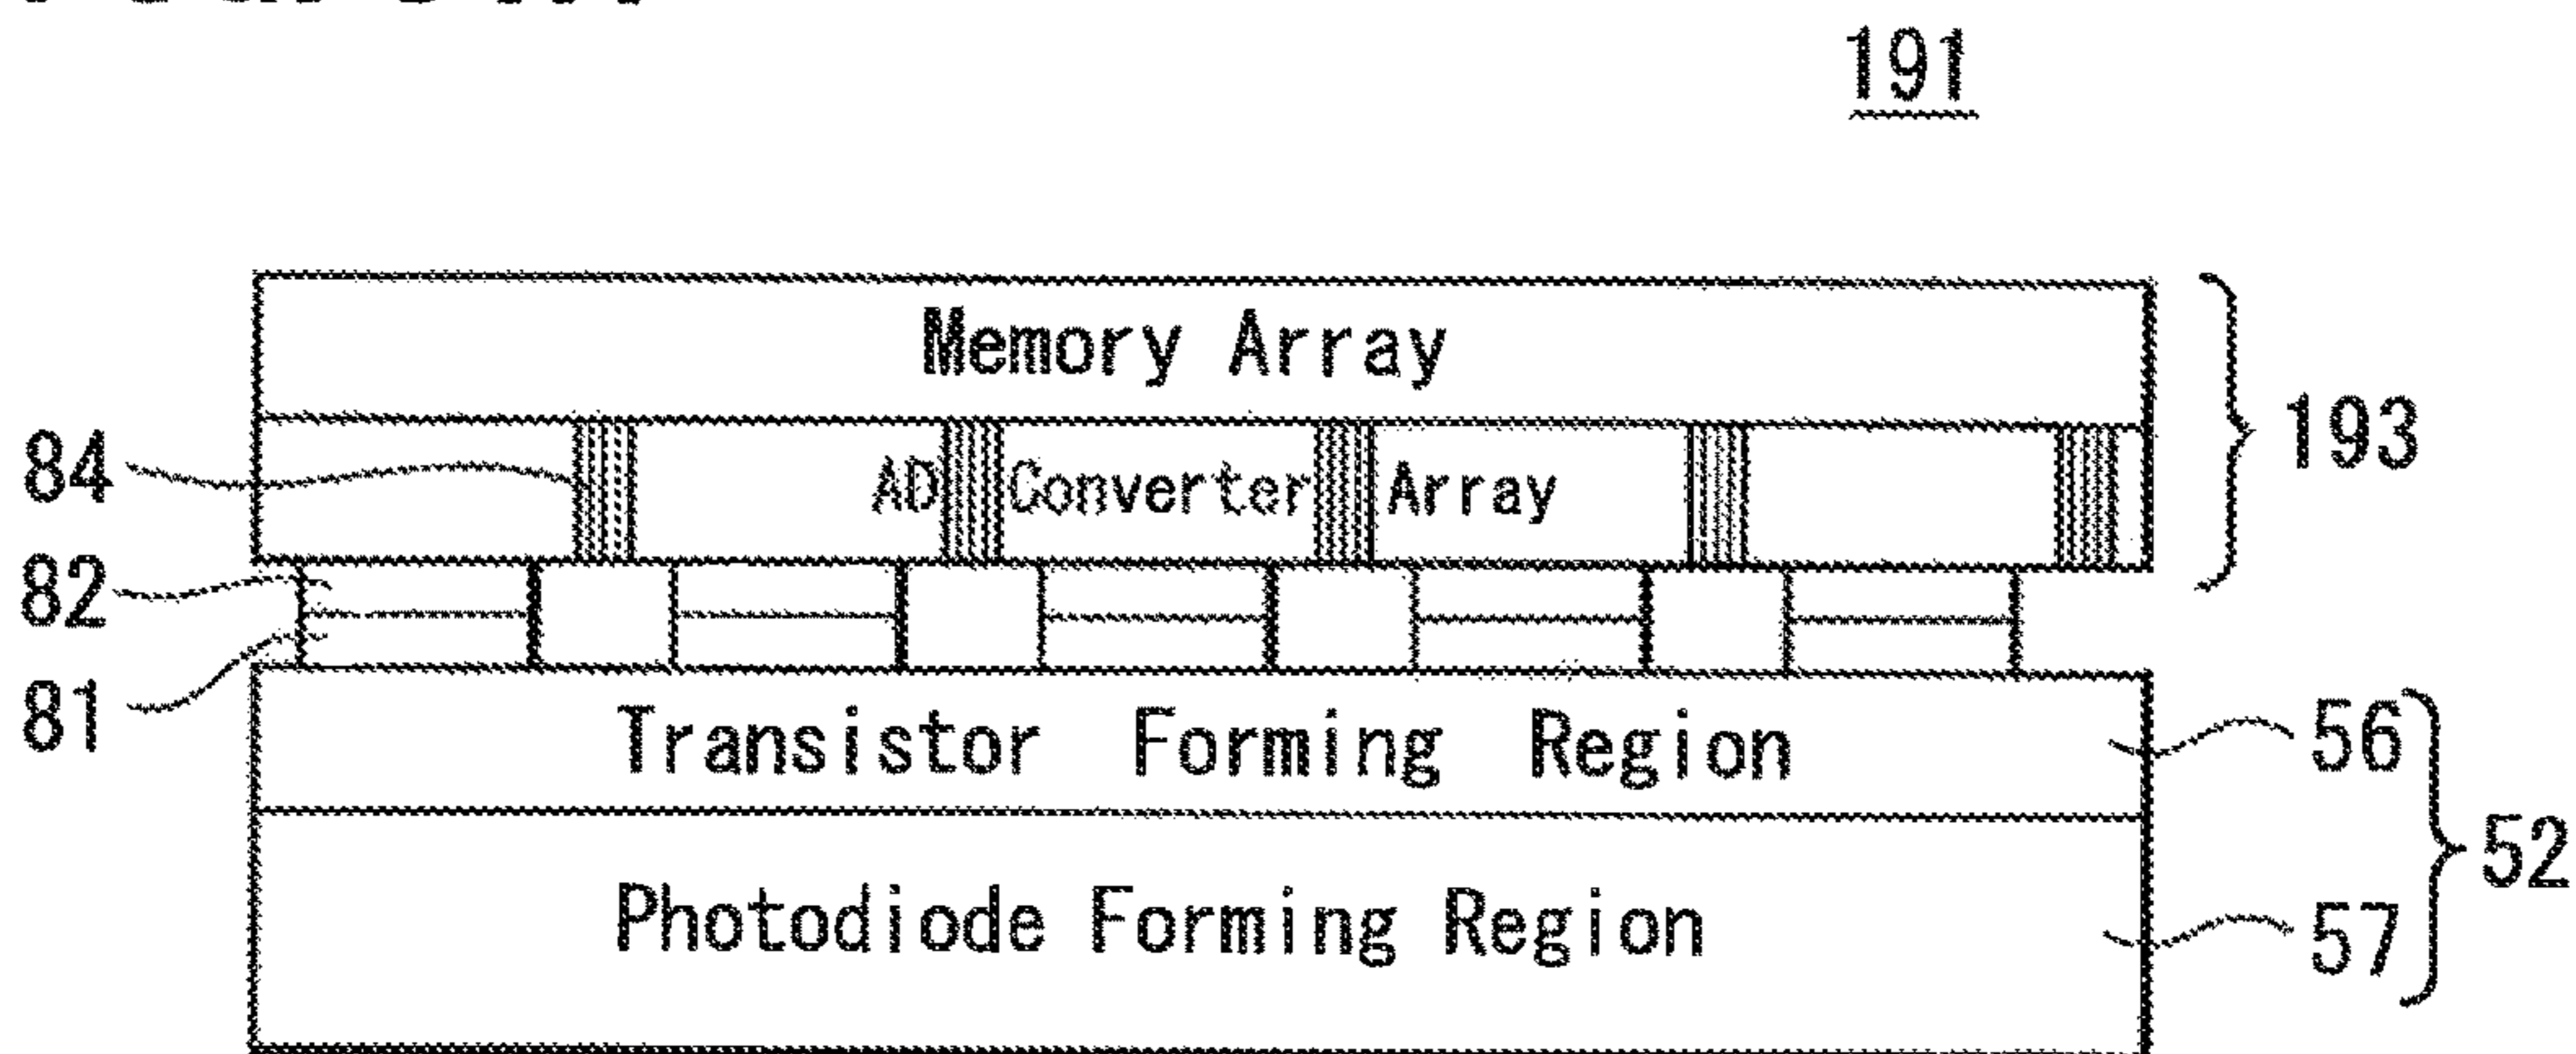 191
Memory Array
193
84
AD Converter Array
82
81
Transistor Forming Region
56
52
Photodiode Forming Region
57